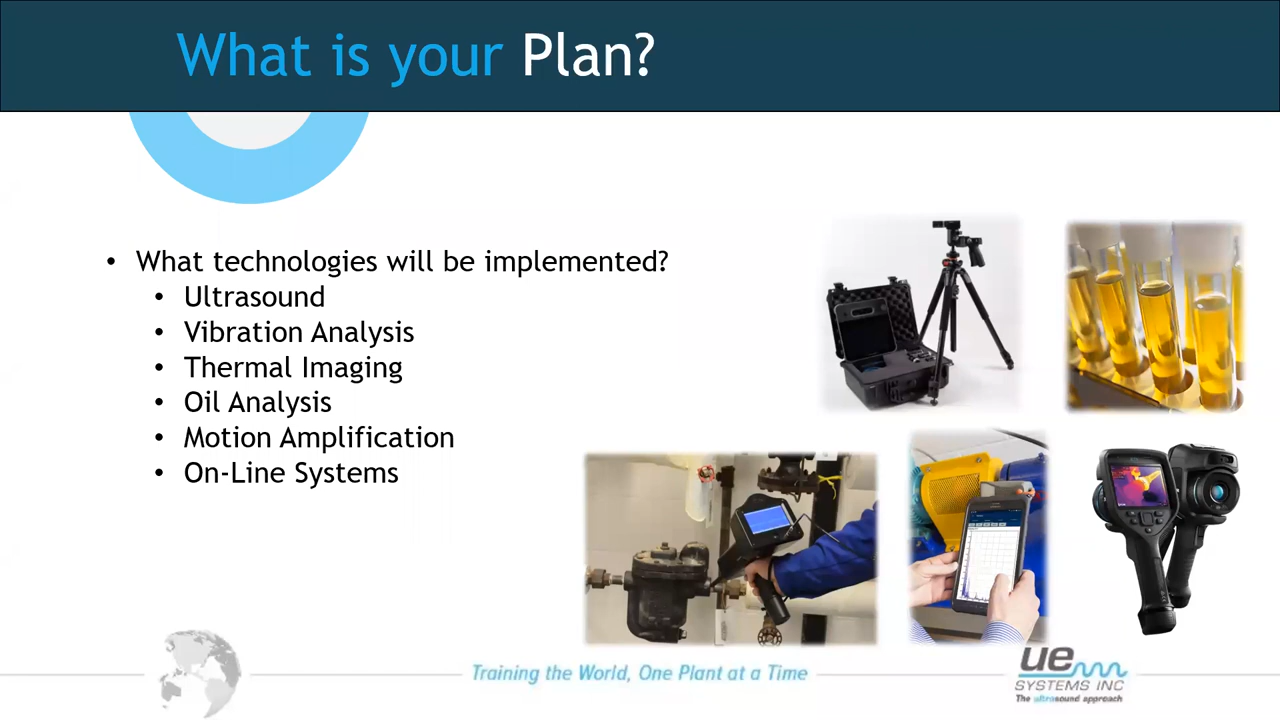 What is your Plan?
• What technologies will be implemented?
• Ultrasound
• Vibration Analysis
• Thermal Imaging
• Oil Analysis
• Motion Amplification
• On-Line Systems
Training the World, One Plant at a Time
ue
SYSTEMS INC
The ultrasound approach